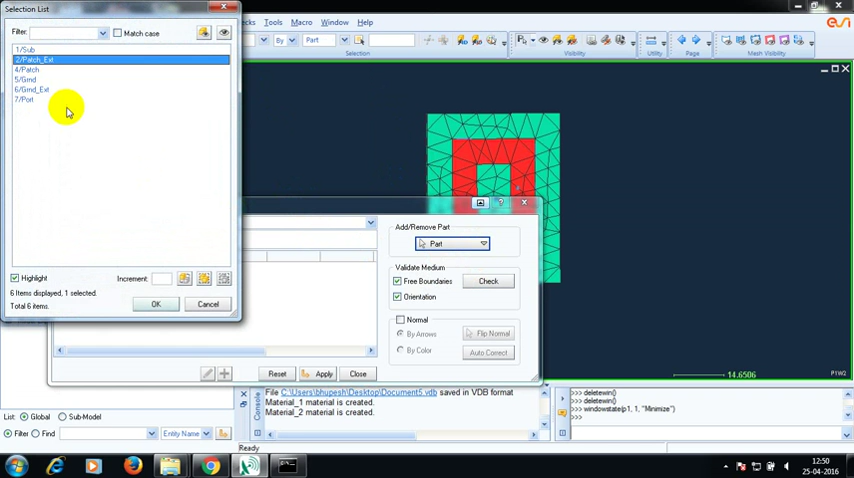 Selection List
Filter:
Match case
1/Sub
2/Patch_Ext
4/Patch
5/Grnd
6/Grnd_Ext
7/Port
Highlight
Increment:
6 Items displayed, 1 selected.
Total 6 items.
OK
Cancel
Tools Macro Window Help
By Part
Selection
Utility
Page
Mesh Visibility
esi
Add/Remove Part
Part
Validate Medium
Free Boundaries
Check
Orientation
Normal
By Arrows
Flip Normal
By Color
Auto Correct
Reset
Apply
Close
14.6506
P1W2
List: Global Sub-Model
Filter Find
Entity Name
Console
File C:\Users\bhupesh\Desktop\Document5.vdb saved in VDB format
Material_1 material is created.
Material_2 material is created.
>>> deletewin()
>>> deletewin()
>>> windowstate(p1, 1, "Minimize")
>>>
Ready
12:50
25-04-2016